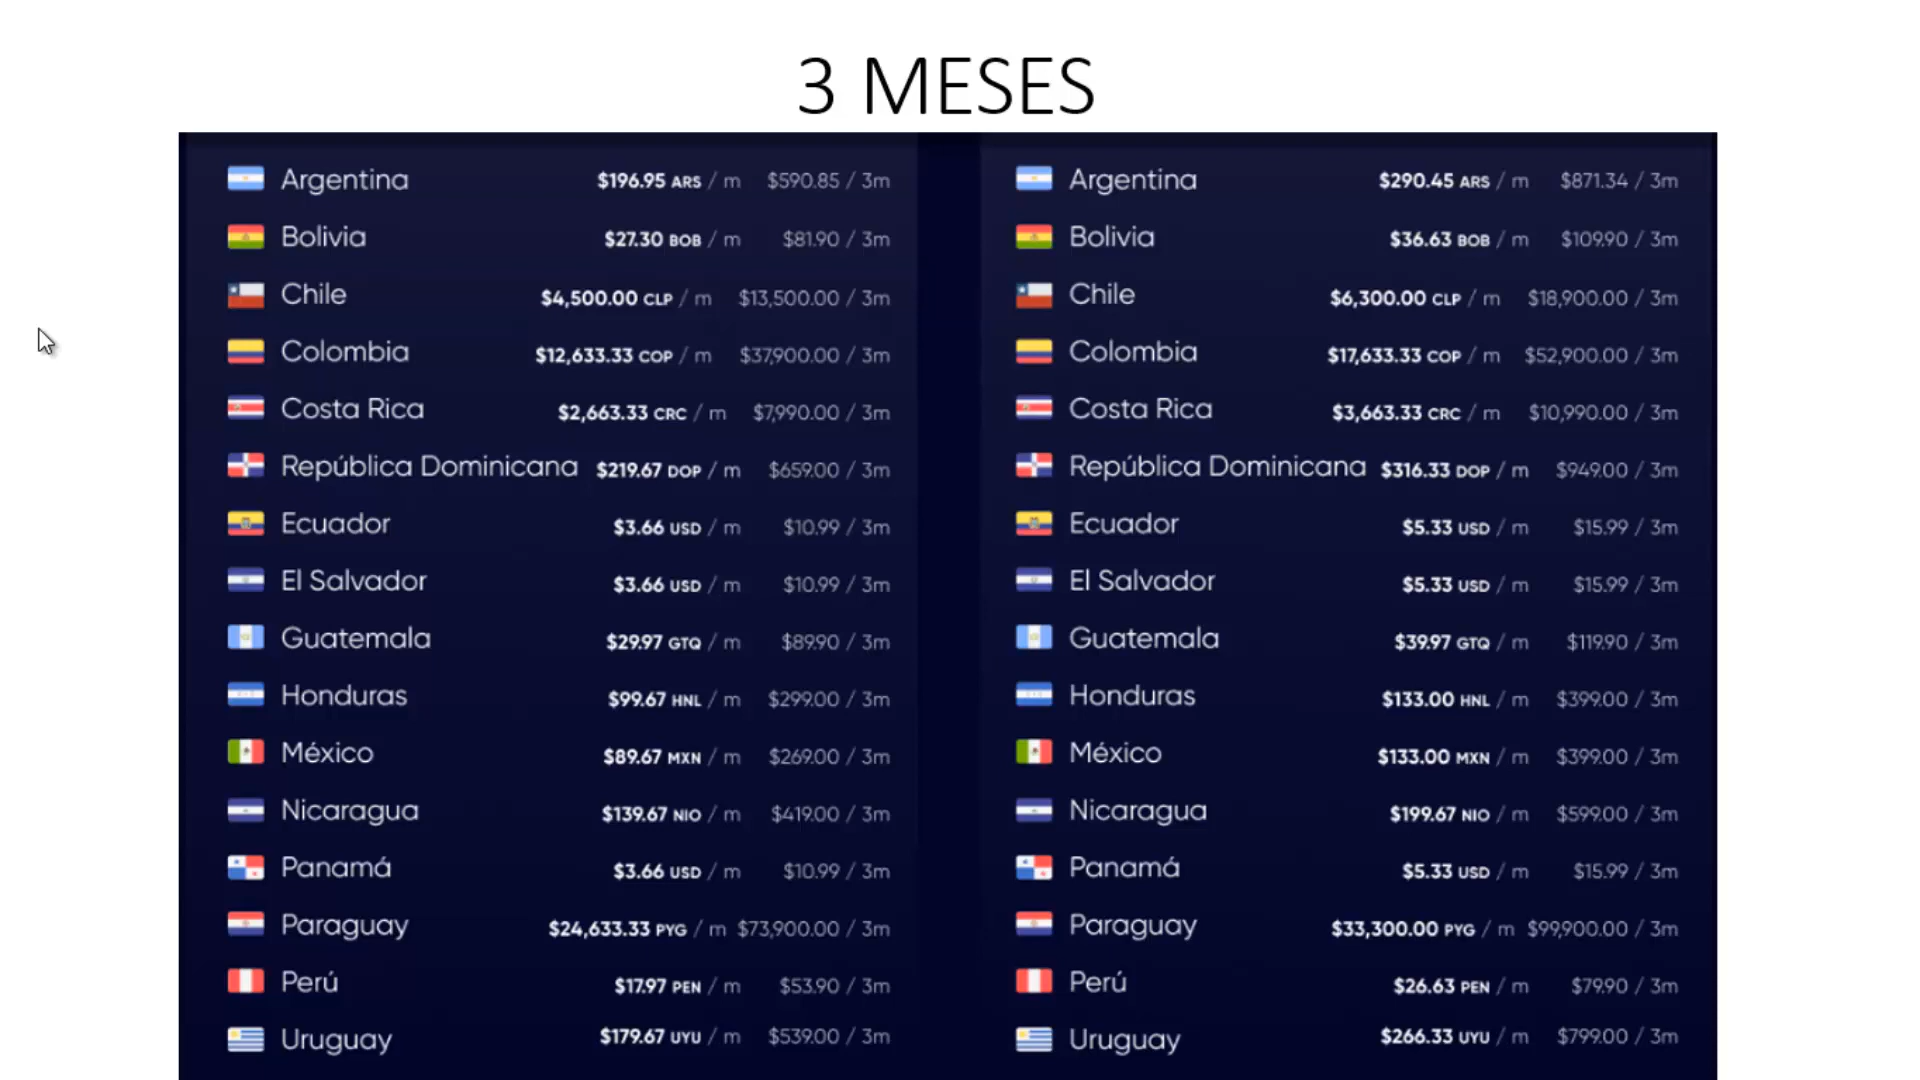 3 MESES
Argentina $196.95 ARS / m $590.85 / 3m
Bolivia $27.30 BOB / m $81.90 / 3m
Chile $4,500.00 CLP / m $13,500.00 / 3m
Colombia $12,633.33 COP / m $37,900.00 / 3m
Costa Rica $2,663.33 CRC / m $7,990.00 / 3m
República Dominicana $219.67 DOP / m $659.00 / 3m
Ecuador $3.66 USD / m $10.99 / 3m
El Salvador $3.66 USD / m $10.99 / 3m
Guatemala $29.97 GTQ / m $89.90 / 3m
Honduras $99.67 HNL / m $299.00 / 3m
México $89.67 MXN / m $269.00 / 3m
Nicaragua $139.67 NIO / m $419.00 / 3m
Panamá $3.66 USD / m $10.99 / 3m
Paraguay $24,633.33 PYG / m $73,900.00 / 3m
Perú $17.97 PEN / m $53.90 / 3m
Uruguay $179.67 UYU / m $539.00 / 3m
Argentina $290.45 ARS / m $871.34 / 3m
Bolivia $36.63 BOB / m $109.90 / 3m
Chile $6,300.00 CLP / m $18,900.00 / 3m
Colombia $17,633.33 COP / m $52,900.00 / 3m
Costa Rica $3,663.33 CRC / m $10,990.00 / 3m
República Dominicana $316.33 DOP / m $949.00 / 3m
Ecuador $5.33 USD / m $15.99 / 3m
El Salvador $5.33 USD / m $15.99 / 3m
Guatemala $39.97 GTQ / m $119.90 / 3m
Honduras $133.00 HNL / m $399.00 / 3m
México $133.00 MXN / m $399.00 / 3m
Nicaragua $199.67 NIO / m $599.00 / 3m
Panamá $5.33 USD / m $15.99 / 3m
Paraguay $33,300.00 PYG / m $99,900.00 / 3m
Perú $26.63 PEN / m $79.90 / 3m
Uruguay $266.33 UYU / m $799.00 / 3m